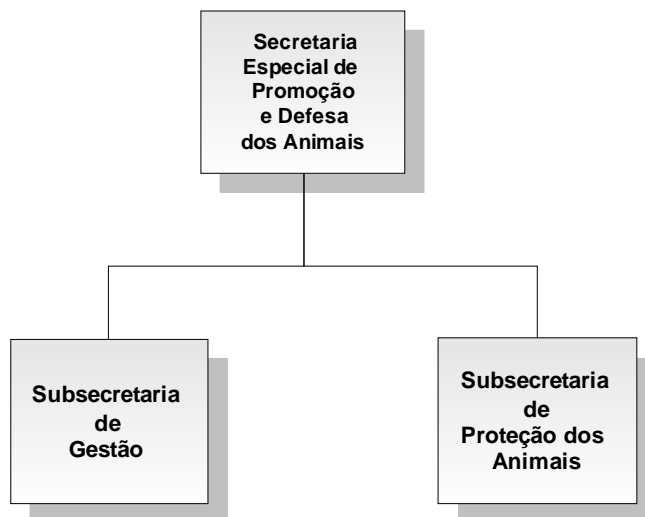 Secretaria
Especial de
Promoção
e Defesa
dos Animais
Subsecretaria
de
Gestão
Subsecretaria
de
Proteção dos
Animais